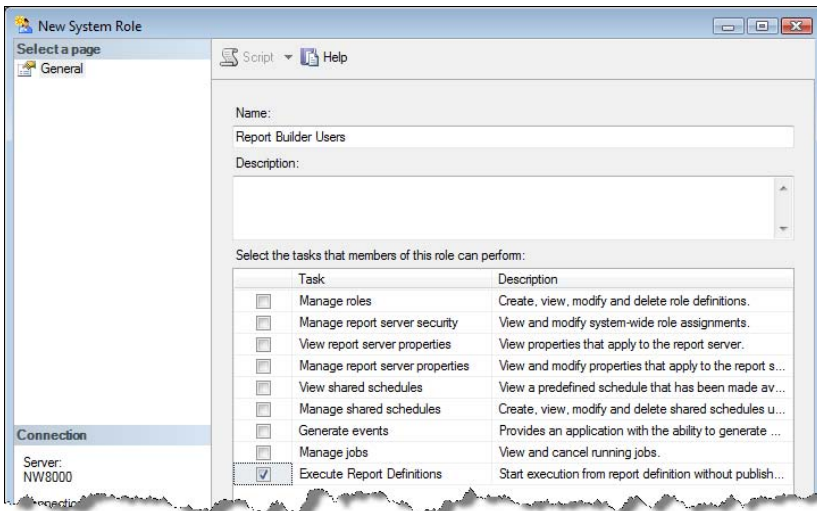 New System Role
Select a page
General
Script Help
Name:
Report Builder Users
Description:
Select the tasks that members of this role can perform:
Task Description
Manage roles Create, view, modify and delete role definitions.
Manage report server security View and modify system-wide role assignments.
View report server properties View properties that apply to the report server.
Manage report server properties View and modify properties that apply to the report s...
View shared schedules View a predefined schedule that has been made av...
Manage shared schedules Create, view, modify and delete shared schedules u...
Generate events Provides an application with the ability to generate ...
Manage jobs View and cancel running jobs.
Execute Report Definitions Start execution from report definition without publish...
Connection
Server:
NW8000